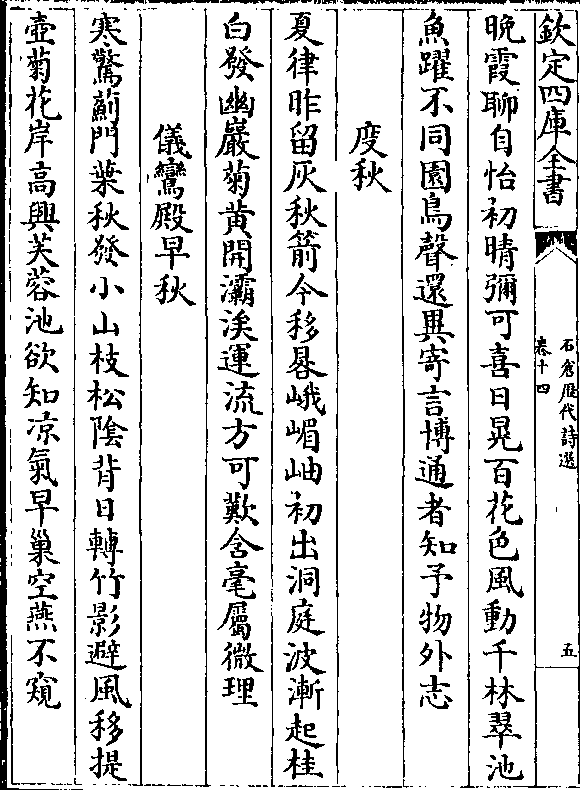 欽定四庫全書
石倉歷代詩選
卷十四
五
晚霞聊自怡初晴彌可喜日晃百花色風動千林翠池
魚躍不同園鳥聲還異寄言博通者知予物外志
度秋
夏律昨留灰秋箭今移晷峨嵋岫初出洞庭波漸起桂
白發幽巖菊黄開灞涘運流方可歎含毫屬微理
儀鸞殿早秋
寒驚薊門葉秋發小山枝松陰背日轉竹影避風移提
壺菊花岸高興芙蓉池欲知凉氣早巢空燕不窺